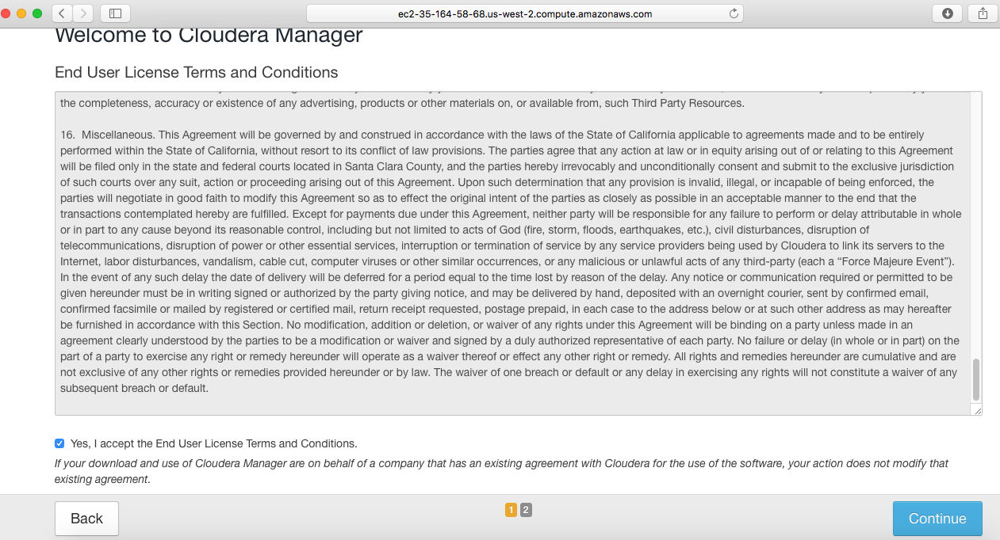 ec2-35-164-58-68.us-west-2.compute.amazonaws.com
Welcome to Cloudera Manager
End User License Terms and Conditions
the completeness, accuracy or existence of any advertising, products or other materials on, or available from, such Third Party Resources.
16. Miscellaneous. This Agreement will be governed by and construed in accordance with the laws of the State of California applicable to agreements made and to be entirely
performed within the State of California, without resort to its conflict of law provisions. The parties agree that any action at law or in equity arising out of or relating to this Agreement
will be filed only in the state and federal courts located in Santa Clara County, and the parties hereby irrevocably and unconditionally consent and submit to the exclusive jurisdiction
of such courts over any suit, action or proceeding arising out of this Agreement. Upon such determination that any provision is invalid, illegal, or incapable of being enforced, the
parties will negotiate in good faith to modify this Agreement so as to effect the original intent of the parties as closely as possible in an acceptable manner to the end that the
transactions contemplated hereby are fulfilled. Except for payments due under this Agreement, neither party will be responsible for any failure to perform or delay attributable in whole
or in part to any cause beyond its reasonable control, including but not limited to acts of God (fire, storm, floods, earthquakes, etc.), civil disturbances, disruption of
telecommunications, disruption of power or other essential services, interruption or termination of service by any service providers being used by Cloudera to link its servers to the
Internet, labor disturbances, vandalism, cable cut, computer viruses or other similar occurrences, or any malicious or unlawful acts of any third-party (each a “Force Majeure Event”).
In the event of any such delay the date of delivery will be deferred for a period equal to the time lost by reason of the delay. Any notice or communication required or permitted to be
given hereunder must be in writing signed or authorized by the party giving notice, and may be delivered by hand, deposited with an overnight courier, sent by confirmed email,
confirmed facsimile or mailed by registered or certified mail, return receipt requested, postage prepaid, in each case to the address below or at such other address as may hereafter
be furnished in accordance with this Section. No modification, addition or deletion, or waiver of any rights under this Agreement will be binding on a party unless made in an
agreement clearly understood by the parties to be a modification or waiver and signed by a duly authorized representative of each party. No failure or delay (in whole or in part) on the
part of a party to exercise any right or remedy hereunder will operate as a waiver thereof or effect any other right or remedy. All rights and remedies hereunder are cumulative and are
not exclusive of any other rights or remedies provided hereunder or by law. The waiver of one breach or default or any delay in exercising any rights will not constitute a waiver of any
subsequent breach or default.
Yes, I accept the End User License Terms and Conditions.
If your download and use of Cloudera Manager are on behalf of a company that has an existing agreement with Cloudera for the use of the software, your action does not modify that
existing agreement.
Back
1 2
Continue